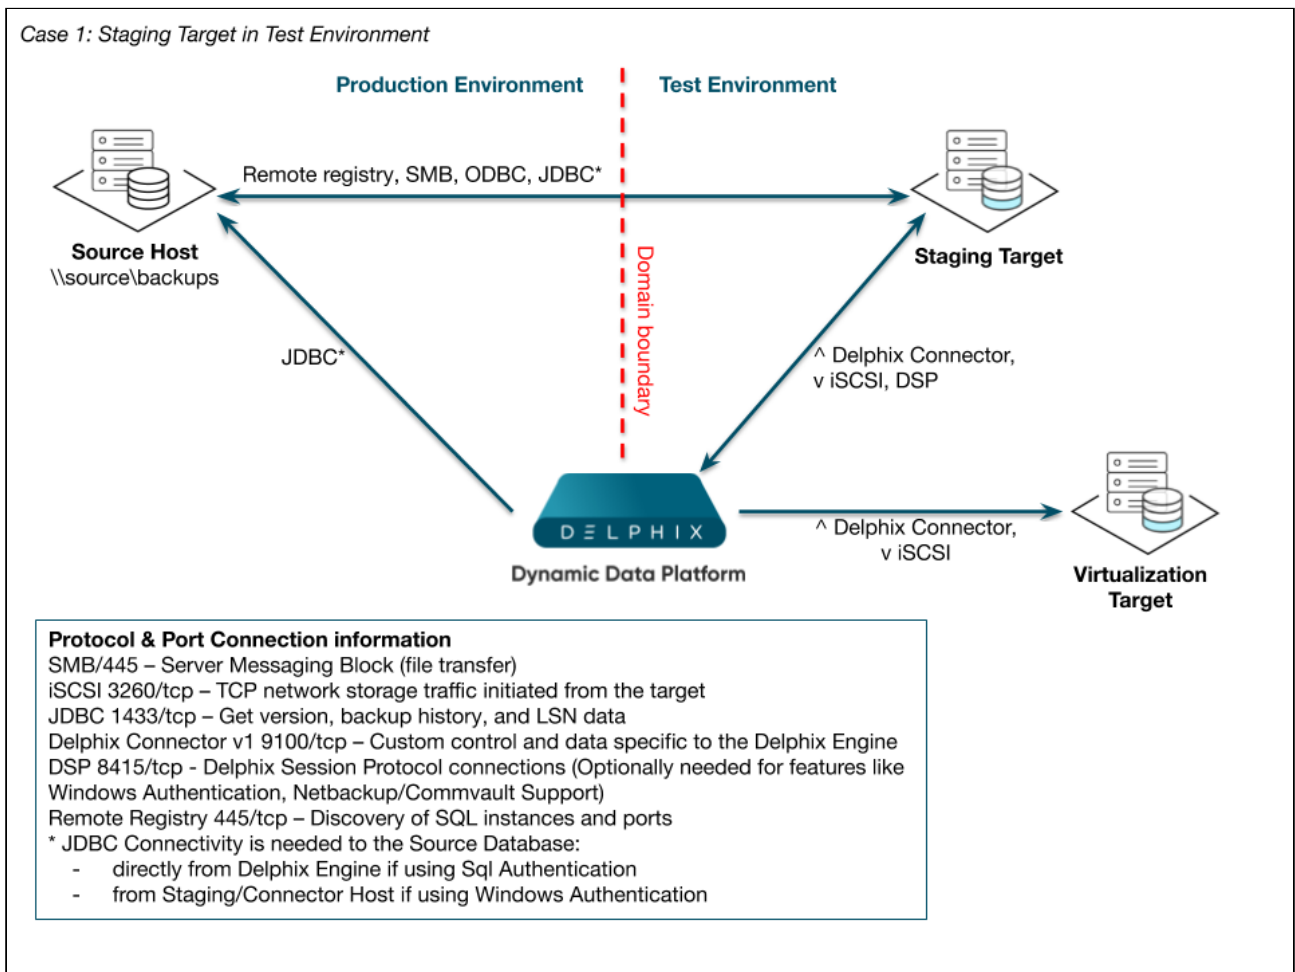 Case 1: Staging Target in Test Environment
Production Environment
Test Environment
Remote registry, SMB, ODBC, JDBC*
Source Host
\\source\backups
Staging Target
Domain boundary
JDBC*
^ Delphix Connector,
v iSCSI, DSP
DELPHIX
Dynamic Data Platform
^ Delphix Connector,
v iSCSI
Virtualization
Target
Protocol & Port Connection information
SMB/445 – Server Messaging Block (file transfer)
iSCSI 3260/tcp – TCP network storage traffic initiated from the target
JDBC 1433/tcp – Get version, backup history, and LSN data
Delphix Connector v1 9100/tcp – Custom control and data specific to the Delphix Engine
DSP 8415/tcp - Delphix Session Protocol connections (Optionally needed for features like
Windows Authentication, Netbackup/Commvault Support)
Remote Registry 445/tcp – Discovery of SQL instances and ports
* JDBC Connectivity is needed to the Source Database:
- directly from Delphix Engine if using Sql Authentication
- from Staging/Connector Host if using Windows Authentication